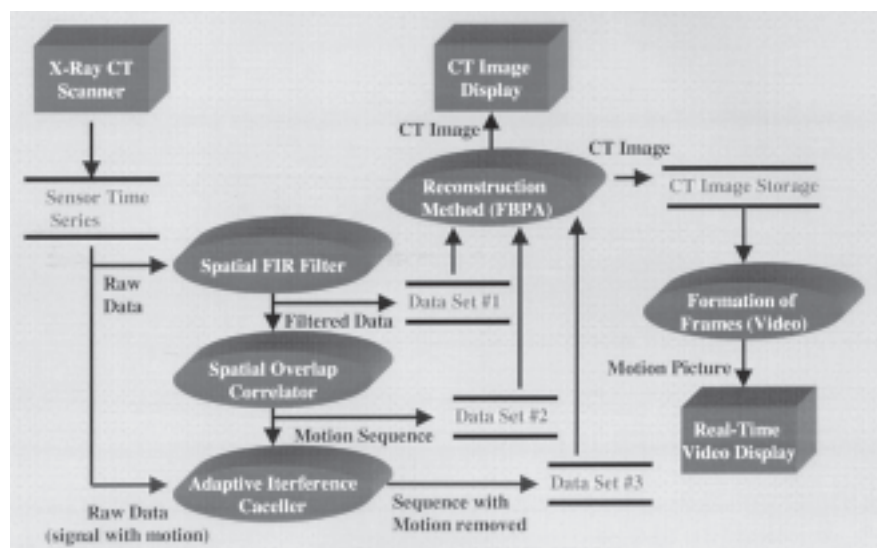 X-Ray CT
Scanner
CT Image
Display
CT Image
CT Image
Reconstruction
Method (FBPA)
CT Image Storage
Sensor Time
Series
Spatial FIR Filter
Raw
Data
Data Set #1
Filtered Data
Formation of
Frames (Video)
Spatial Overlap
Correlator
Motion Picture
Data Set #2
Motion Sequence
Real-Time
Video Display
Adaptive Iterference
Caceller
Data Set #3
Raw Data
(signal with motion)
Sequence with
Motion removed